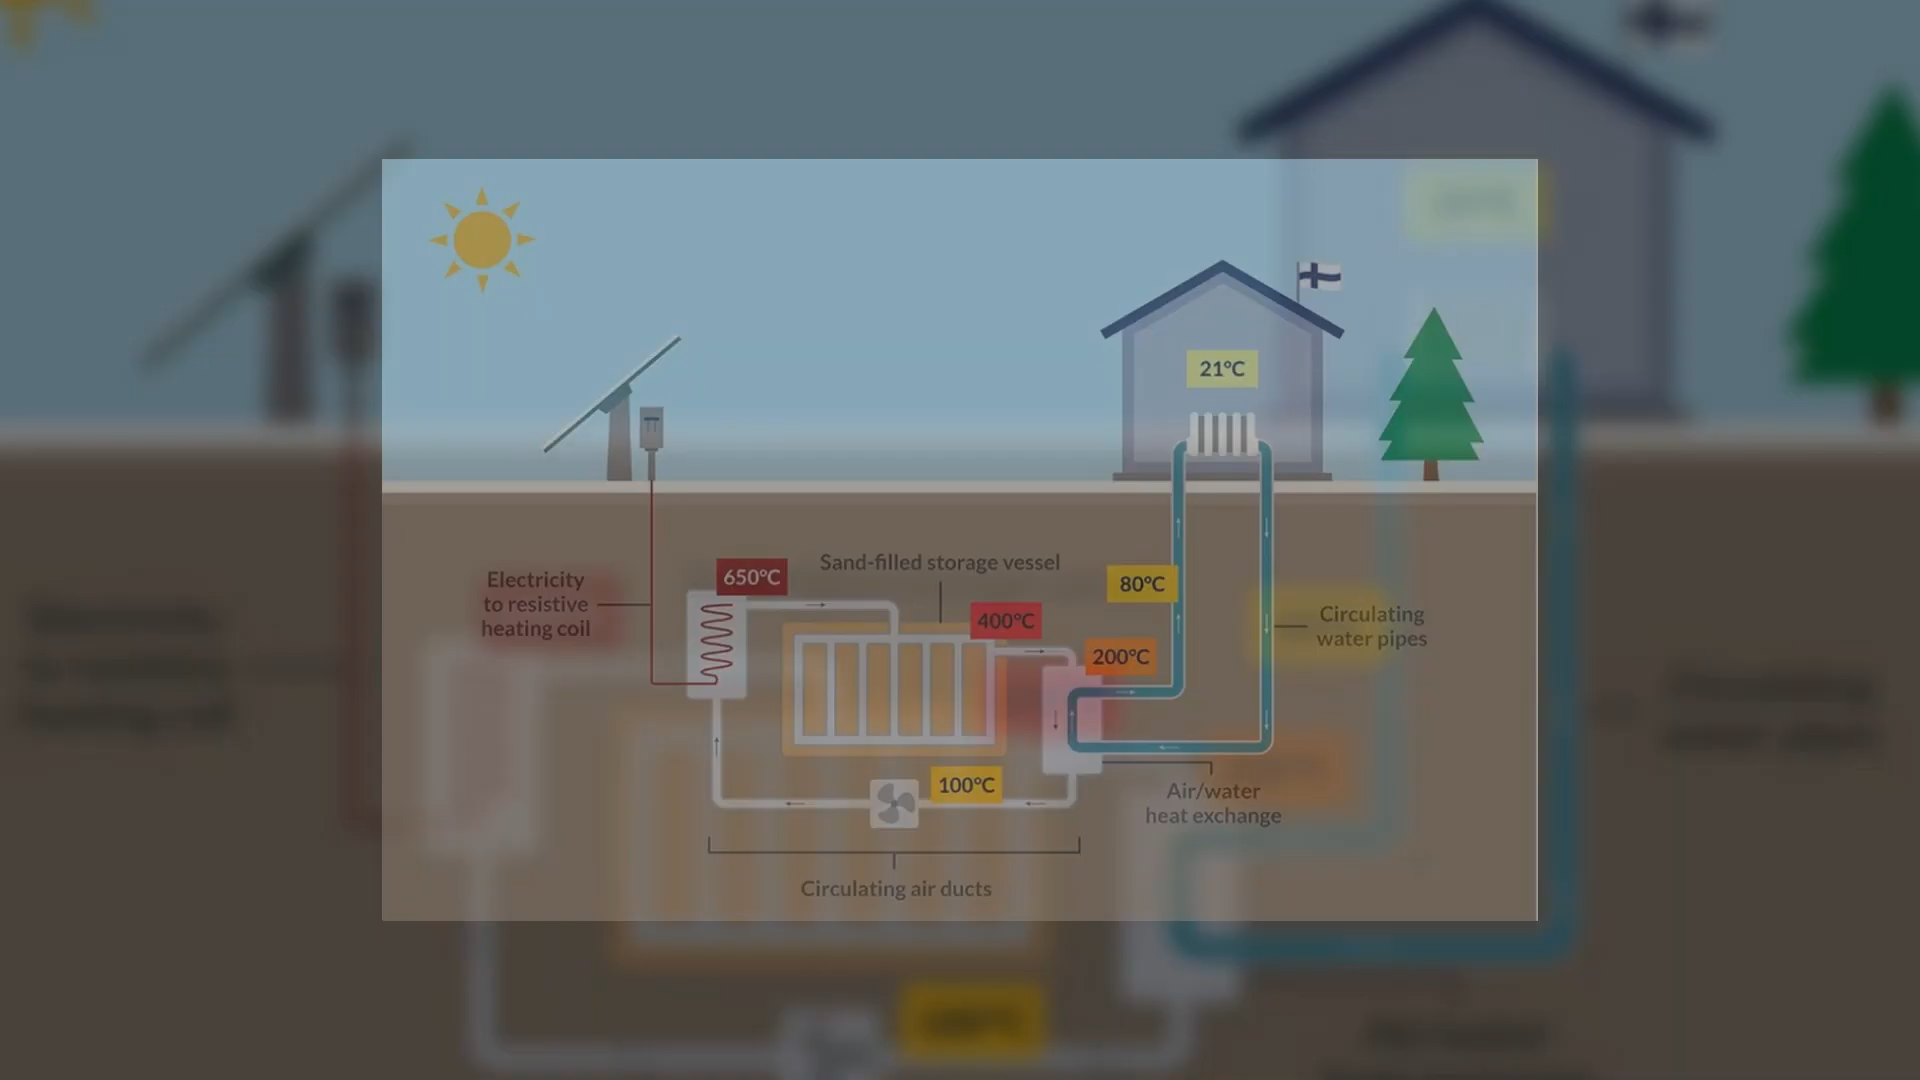 21°C
Electricity
to resistive
heating coil
650°C
Sand-filled storage vessel
400°C
80°C
200°C
Circulating
water pipes
100°C
Air/water
heat exchange
Circulating air ducts